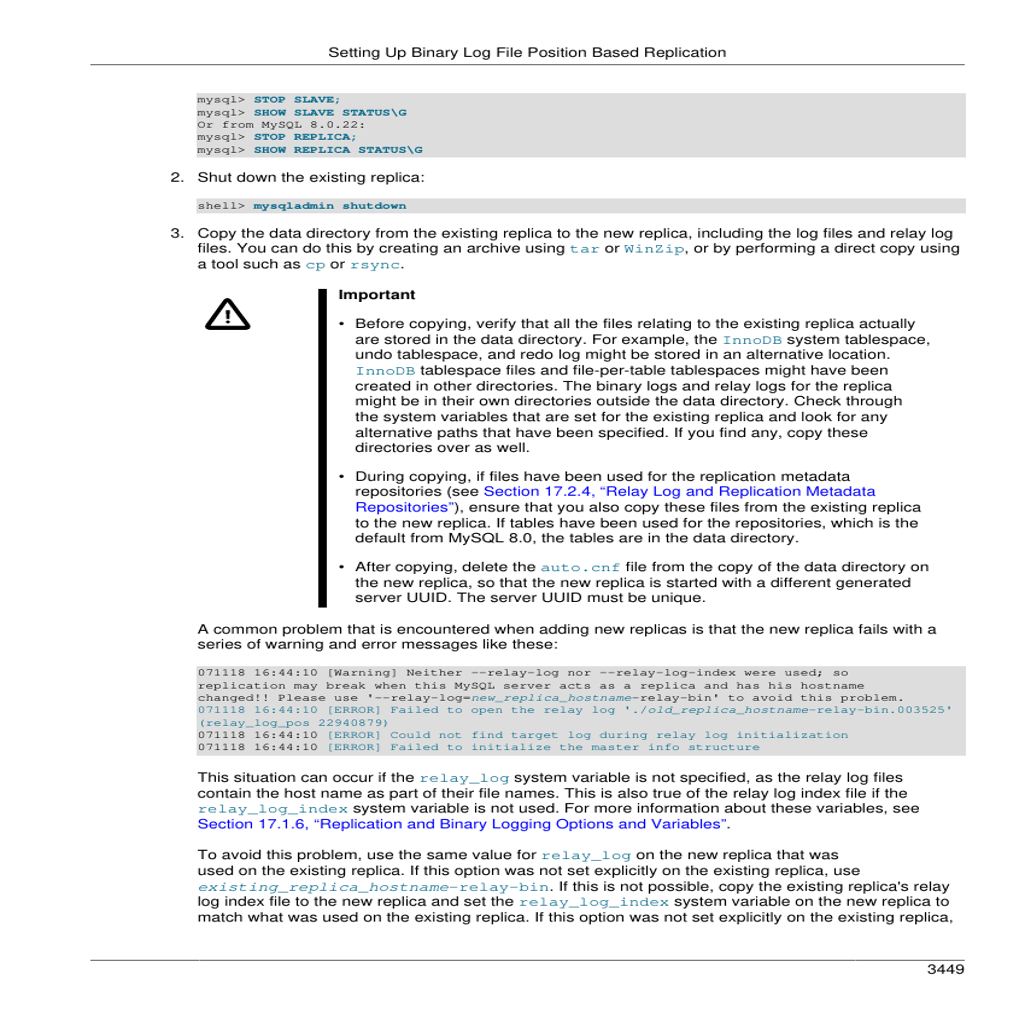 Setting Up Binary Log File Position Based Replication
mysql> STOP SLAVE;
mysql> SHOW SLAVE STATUS\G
Or from MySQL 8.0.22:
mysql> STOP REPLICA;
mysql> SHOW REPLICA STATUS\G
2. Shut down the existing replica:
shell> mysqladmin shutdown
3. Copy the data directory from the existing replica to the new replica, including the log files and relay log
files. You can do this by creating an archive using tar or WinZip, or by performing a direct copy using
a tool such as cp or rsync.
Important
• Before copying, verify that all the files relating to the existing replica actually
are stored in the data directory. For example, the InnoDB system tablespace,
undo tablespace, and redo log might be stored in an alternative location.
InnoDB tablespace files and file-per-table tablespaces might have been
created in other directories. The binary logs and relay logs for the replica
might be in their own directories outside the data directory. Check through
the system variables that are set for the existing replica and look for any
alternative paths that have been specified. If you find any, copy these
directories over as well.
• During copying, if files have been used for the replication metadata
repositories (see Section 17.2.4, “Relay Log and Replication Metadata
Repositories”), ensure that you also copy these files from the existing replica
to the new replica. If tables have been used for the repositories, which is the
default from MySQL 8.0, the tables are in the data directory.
• After copying, delete the auto.cnf file from the copy of the data directory on
the new replica, so that the new replica is started with a different generated
server UUID. The server UUID must be unique.
A common problem that is encountered when adding new replicas is that the new replica fails with a
series of warning and error messages like these:
071118 16:44:10 [Warning] Neither --relay-log nor --relay-log-index were used; so
replication may break when this MySQL server acts as a replica and has his hostname
changed!! Please use '--relay-log=new_replica_hostname-relay-bin' to avoid this problem.
071118 16:44:10 [ERROR] Failed to open the relay log './old_replica_hostname-relay-bin.003525'
(relay_log_pos 22940879)
071118 16:44:10 [ERROR] Could not find target log during relay log initialization
071118 16:44:10 [ERROR] Failed to initialize the master info structure
This situation can occur if the relay_log system variable is not specified, as the relay log files
contain the host name as part of their file names. This is also true of the relay log index file if the
relay_log_index system variable is not used. For more information about these variables, see
Section 17.1.6, “Replication and Binary Logging Options and Variables”.
To avoid this problem, use the same value for relay_log on the new replica that was
used on the existing replica. If this option was not set explicitly on the existing replica, use
existing_replica_hostname-relay-bin. If this is not possible, copy the existing replica's relay
log index file to the new replica and set the relay_log_index system variable on the new replica to
match what was used on the existing replica. If this option was not set explicitly on the existing replica,
3449